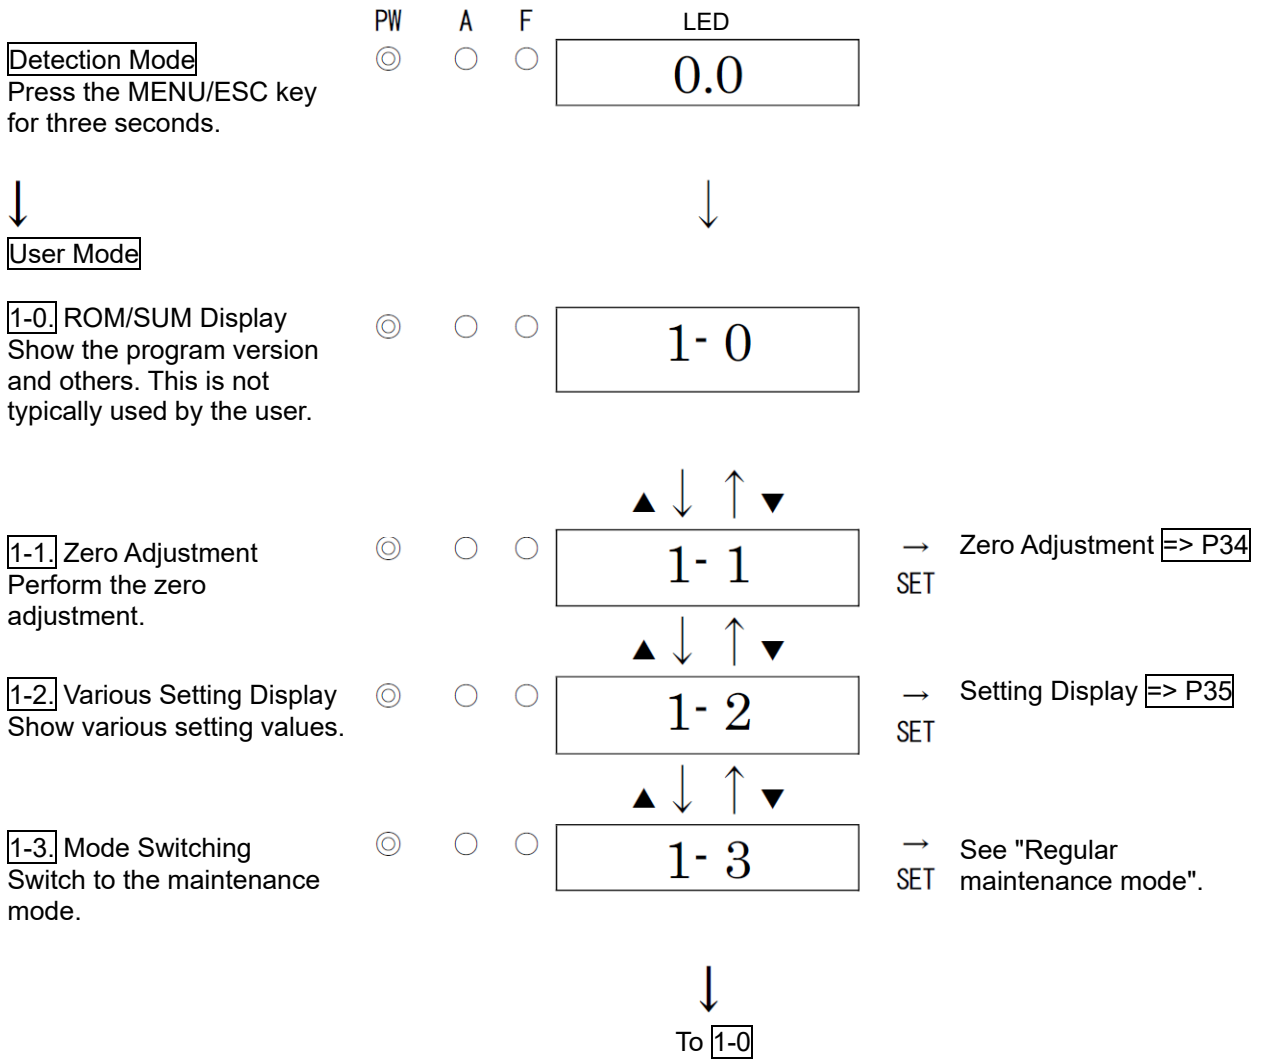 PW A F LED
Detection Mode
Press the MENU/ESC key
for three seconds.
◎ ○ ○ 0.0
↓ ↓
User Mode
1-0. ROM/SUM Display
Show the program version
and others. This is not
typically used by the user.
◎ ○ ○ 1- 0
▲ ↓ ↑ ▼
1-1. Zero Adjustment
Perform the zero
adjustment.
◎ ○ ○ 1- 1
→ Zero Adjustment => P34
SET
▲ ↓ ↑ ▼
1-2. Various Setting Display
Show various setting values.
◎ ○ ○ 1- 2
→ Setting Display => P35
SET
▲ ↓ ↑ ▼
1-3. Mode Switching
Switch to the maintenance
mode.
◎ ○ ○ 1- 3
→ See "Regular
SET maintenance mode".
↓
To 1-0